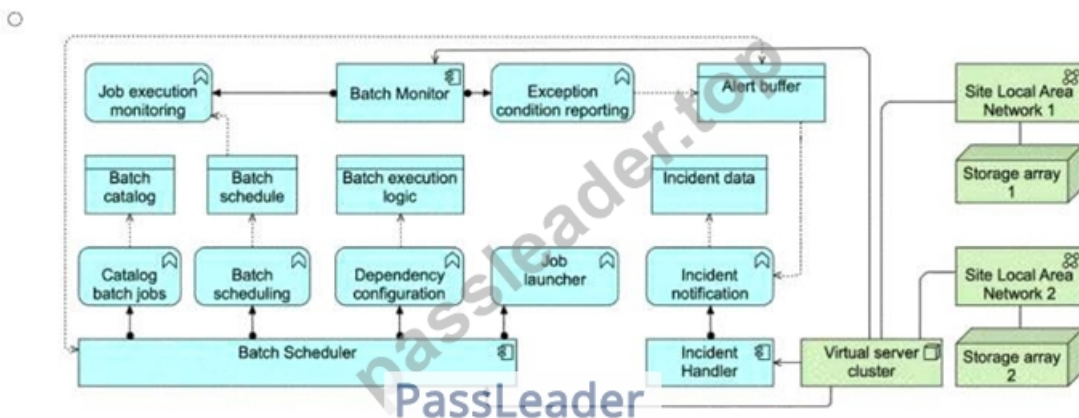 Job execution
monitoring
Batch Monitor
Exception
condition reporting
Alert buffer
Site Local Area
Network 1
Storage array
1
Batch
catalog
Batch
schedule
Batch execution
logic
Incident data
Catalog
batch jobs
Batch
scheduling
Dependency
configuration
Job
launcher
Incident
notification
Site Local Area
Network 2
Storage array
2
Batch Scheduler
Incident
Handler
Virtual server
cluster
passleader.top
PassLeader